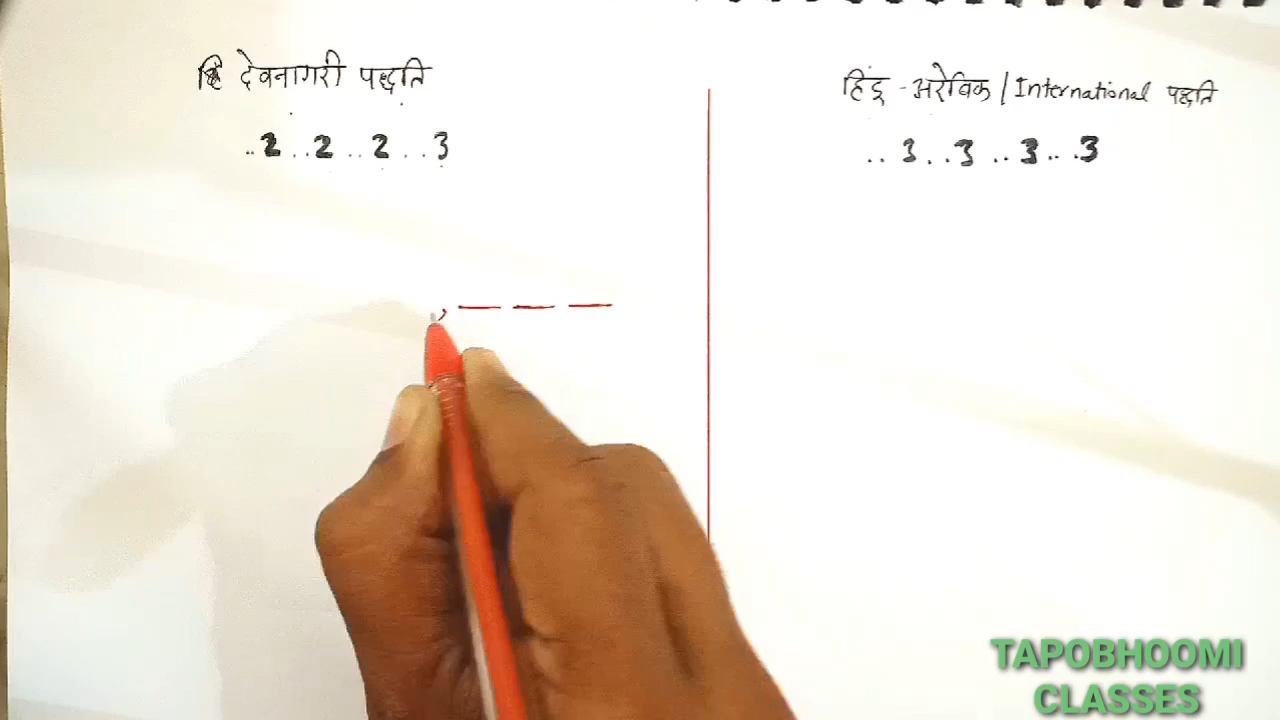 देवनागरी पद्धति
.. 2 .. 2 .. 2 .. 3
हिंदू - अरेविक / International पद्धति
.. 3 .. 3 .. 3 .. 3
TAPOBHOOMI
CLASSES